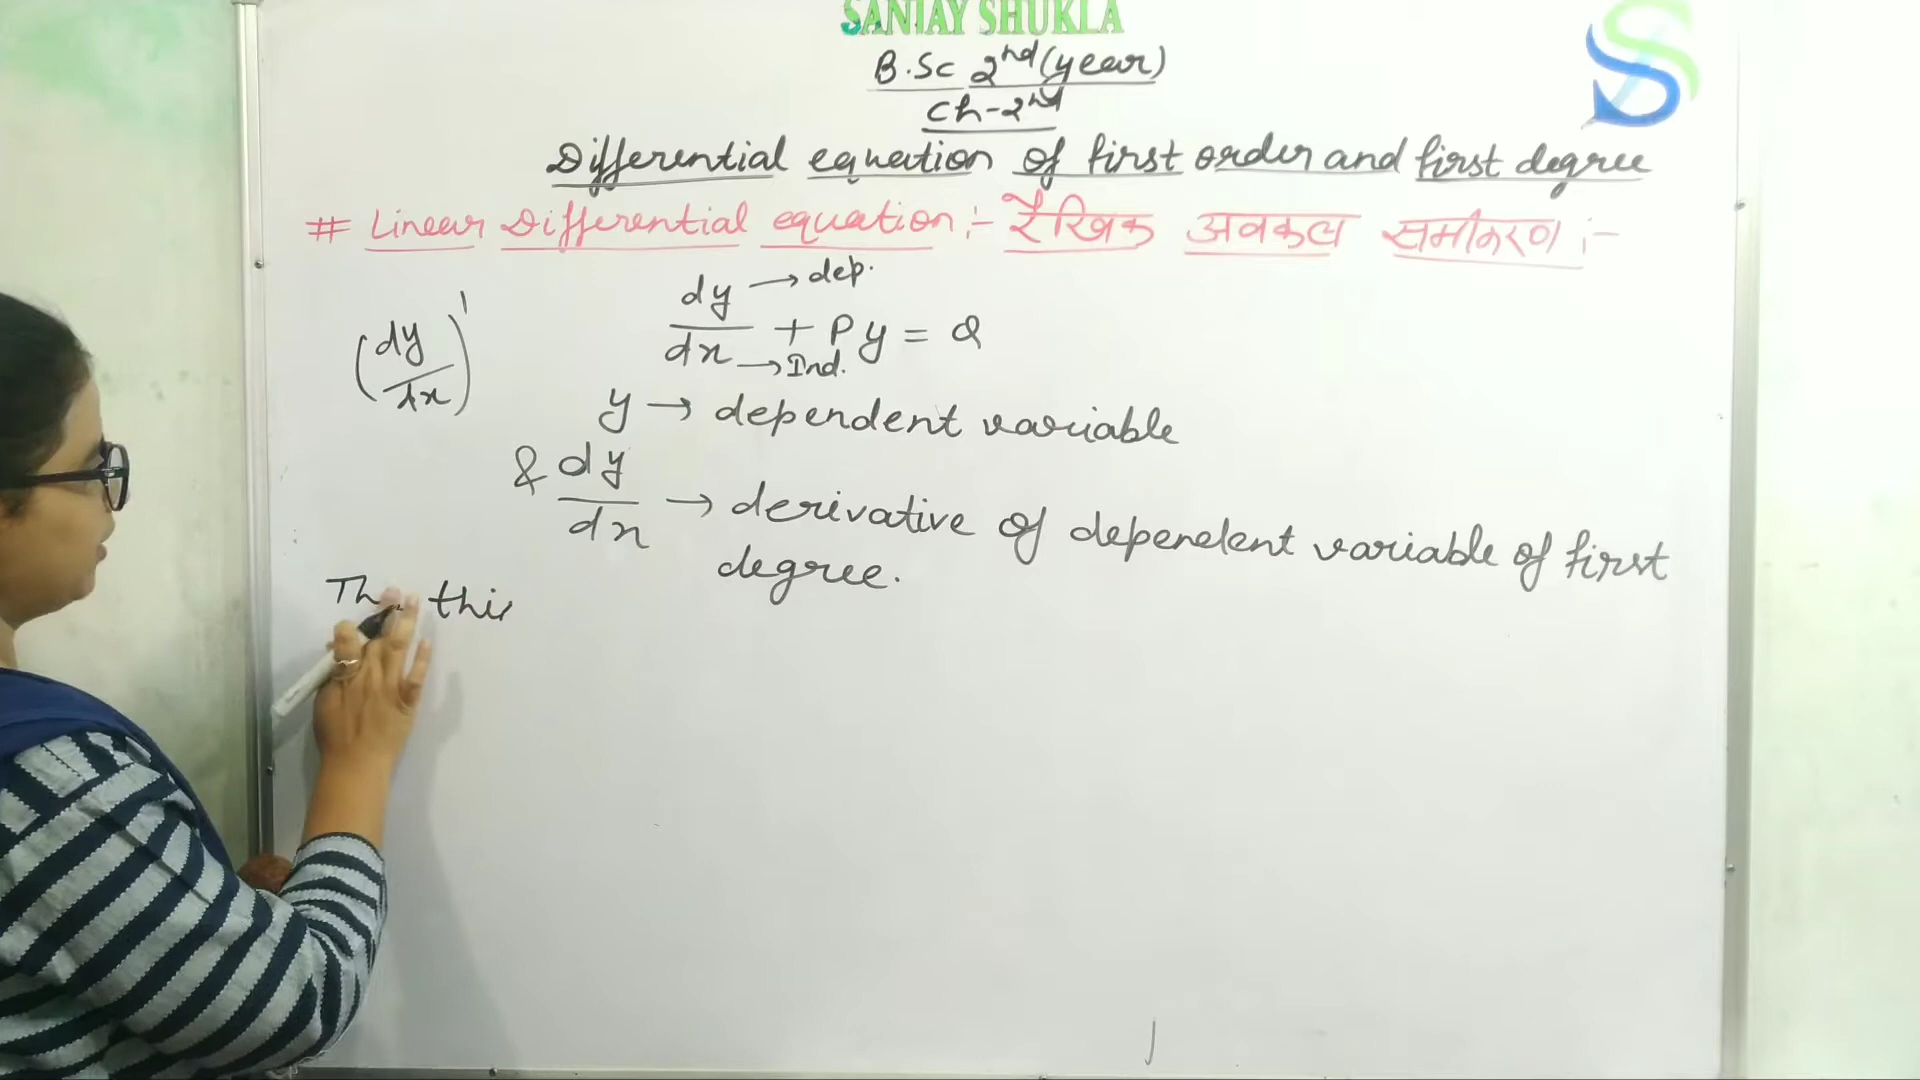 SANJAY SHUKLA
B.Sc 2nd (year)
Ch-2nd
Differential equation of first order and first degree
# Linear Differential equation :- रैखिक अवकल समीकरण :-
(dy/dx)^1
dy/dx + Py = Q
→ dep.
→ Ind.
y → dependent variable
& dy/dx → derivative of dependent variable of first
degree.
this